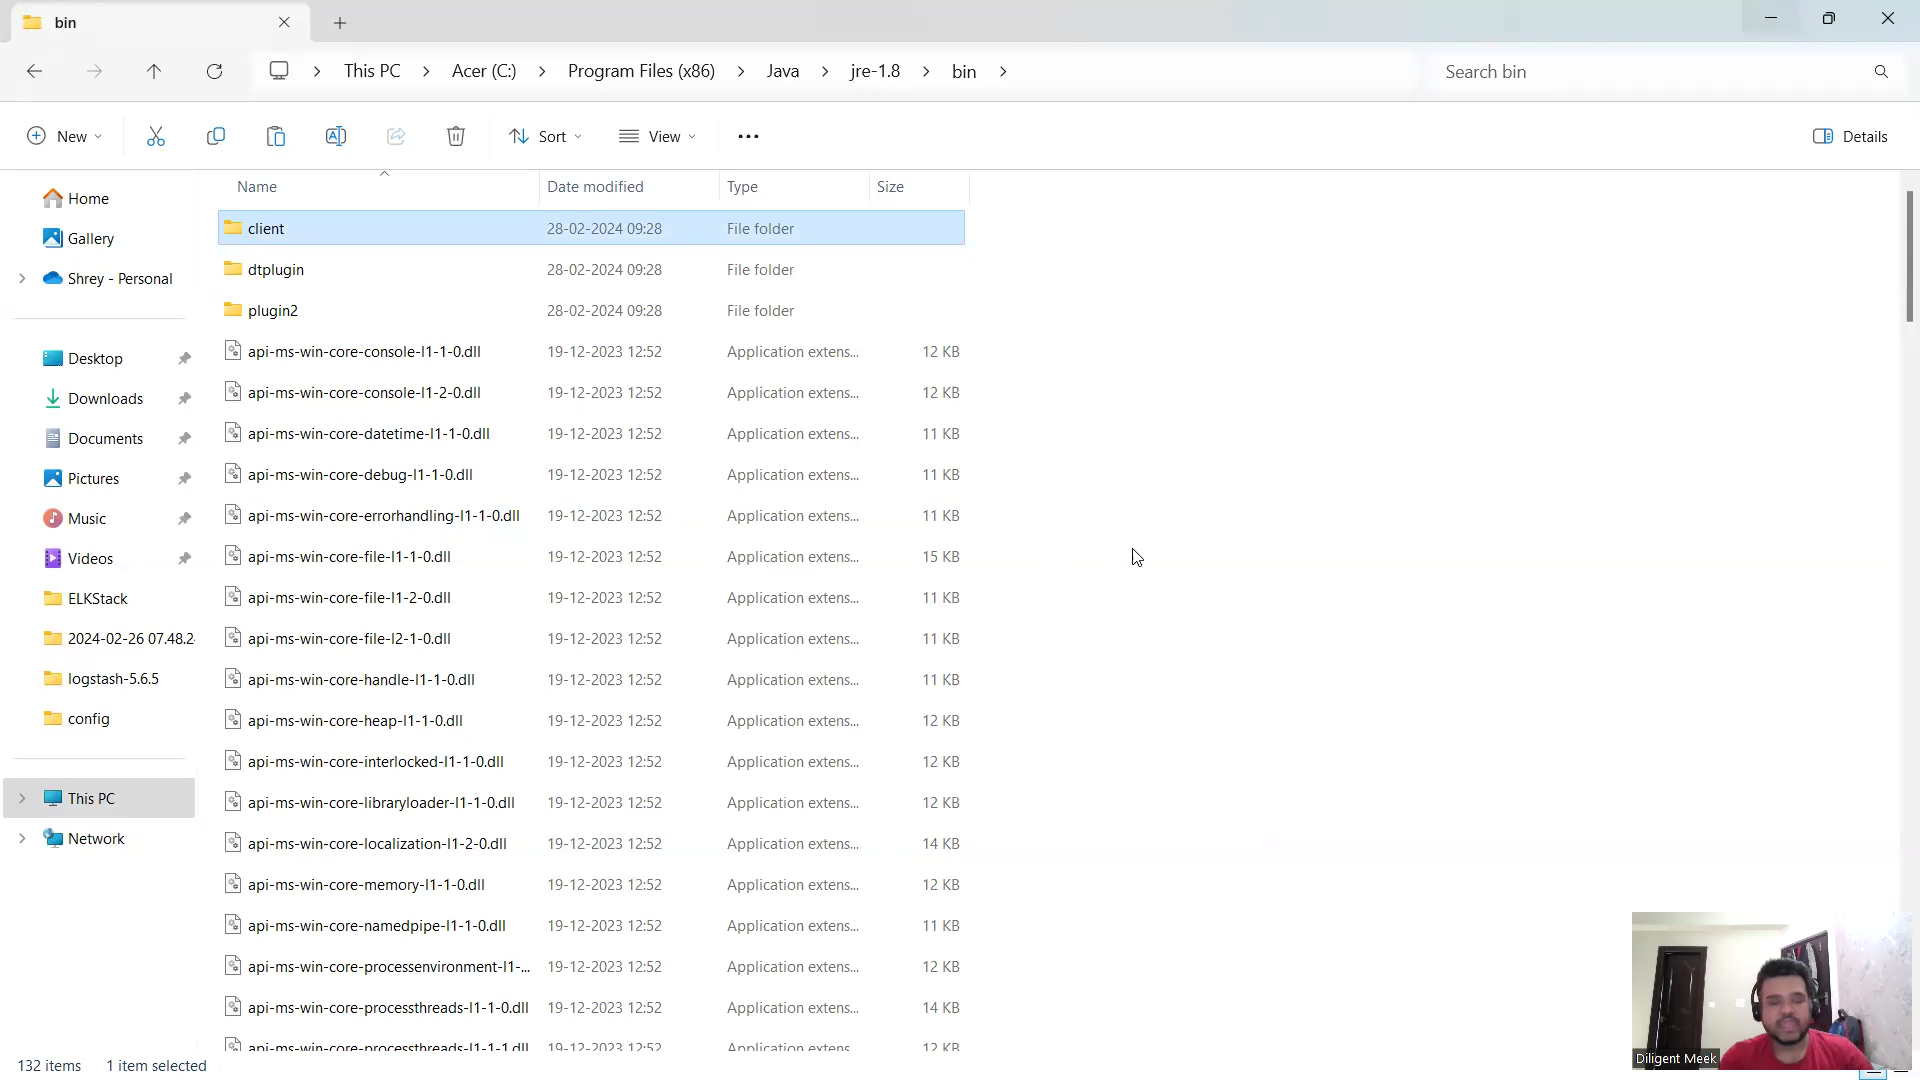 bin
This PC > Acer (C:) > Program Files (x86) > Java > jre-1.8 > bin >
Search bin
New
Sort
View
Details
Home
Gallery
Shrey - Personal
Desktop
Downloads
Documents
Pictures
Music
Videos
ELKStack
2024-02-26 07.48.2
logstash-5.6.5
config
This PC
Network
Name Date modified Type Size
client 28-02-2024 09:28 File folder
dtplugin 28-02-2024 09:28 File folder
plugin2 28-02-2024 09:28 File folder
api-ms-win-core-console-l1-1-0.dll 19-12-2023 12:52 Application extens... 12 KB
api-ms-win-core-console-l1-2-0.dll 19-12-2023 12:52 Application extens... 12 KB
api-ms-win-core-datetime-l1-1-0.dll 19-12-2023 12:52 Application extens... 11 KB
api-ms-win-core-debug-l1-1-0.dll 19-12-2023 12:52 Application extens... 11 KB
api-ms-win-core-errorhandling-l1-1-0.dll 19-12-2023 12:52 Application extens... 11 KB
api-ms-win-core-file-l1-1-0.dll 19-12-2023 12:52 Application extens... 15 KB
api-ms-win-core-file-l1-2-0.dll 19-12-2023 12:52 Application extens... 11 KB
api-ms-win-core-file-l2-1-0.dll 19-12-2023 12:52 Application extens... 11 KB
api-ms-win-core-handle-l1-1-0.dll 19-12-2023 12:52 Application extens... 11 KB
api-ms-win-core-heap-l1-1-0.dll 19-12-2023 12:52 Application extens... 12 KB
api-ms-win-core-interlocked-l1-1-0.dll 19-12-2023 12:52 Application extens... 12 KB
api-ms-win-core-libraryloader-l1-1-0.dll 19-12-2023 12:52 Application extens... 12 KB
api-ms-win-core-localization-l1-2-0.dll 19-12-2023 12:52 Application extens... 14 KB
api-ms-win-core-memory-l1-1-0.dll 19-12-2023 12:52 Application extens... 12 KB
api-ms-win-core-namedpipe-l1-1-0.dll 19-12-2023 12:52 Application extens... 11 KB
api-ms-win-core-processenvironment-l1-... 19-12-2023 12:52 Application extens... 12 KB
api-ms-win-core-processthreads-l1-1-0.dll 19-12-2023 12:52 Application extens... 14 KB
api-ms-win-core-processthreads-l1-1-1.dll 19-12-2023 12:52 Application extens 12 KB
132 items 1 item selected
Diligent Meek